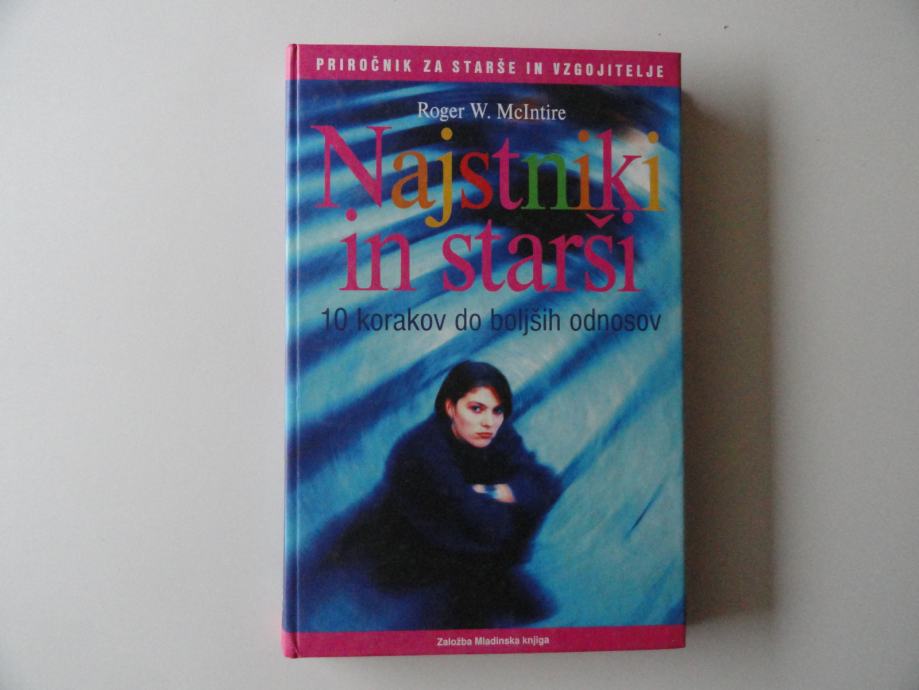 PRIROČNIK ZA STARŠE IN VZGOJITELJE
Roger W. McIntire
Najstniki
in starši
10 korakov do boljših odnosov
Založba Mladinska knjiga